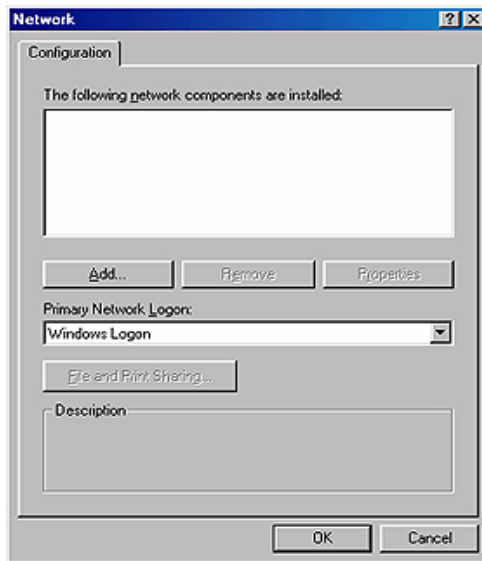 Network
Configuration
The following network components are installed:
Add...
Remove
Properties
Primary Network Logon:
Windows Logon
File and Print Sharing...
Description
OK
Cancel